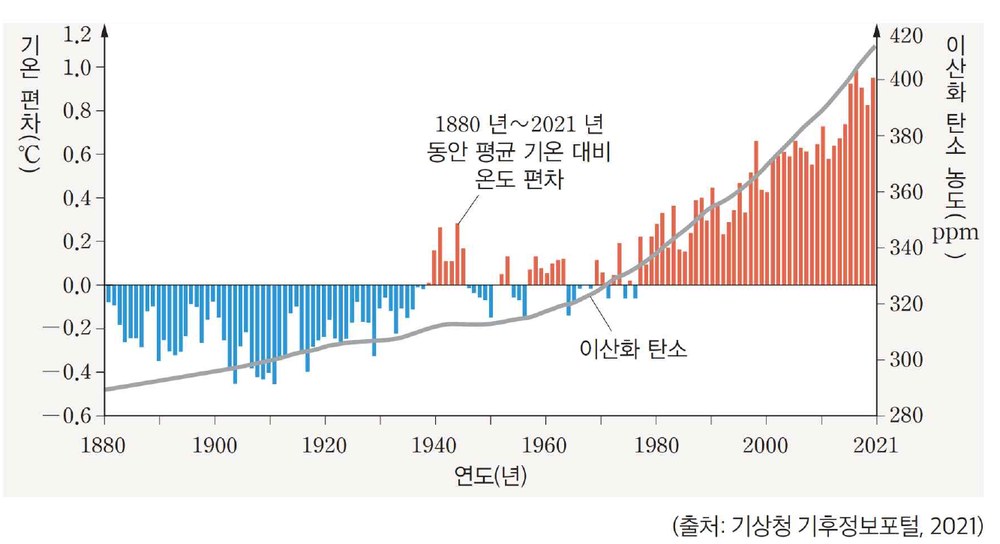 기온 편차(℃)
1.2
1.0
0.8
0.6
0.4
0.2
0.0
－0.2
－0.4
－0.6
1880 년～2021 년
동안 평균 기온 대비
온도 편차
이산화 탄소
420
400
380
360
340
320
300
280
이산화 탄소 농도(ppm)
1880 1900 1920 1940 1960 1980 2000 2021
연도(년)
(출처: 기상청 기후정보포털, 2021)